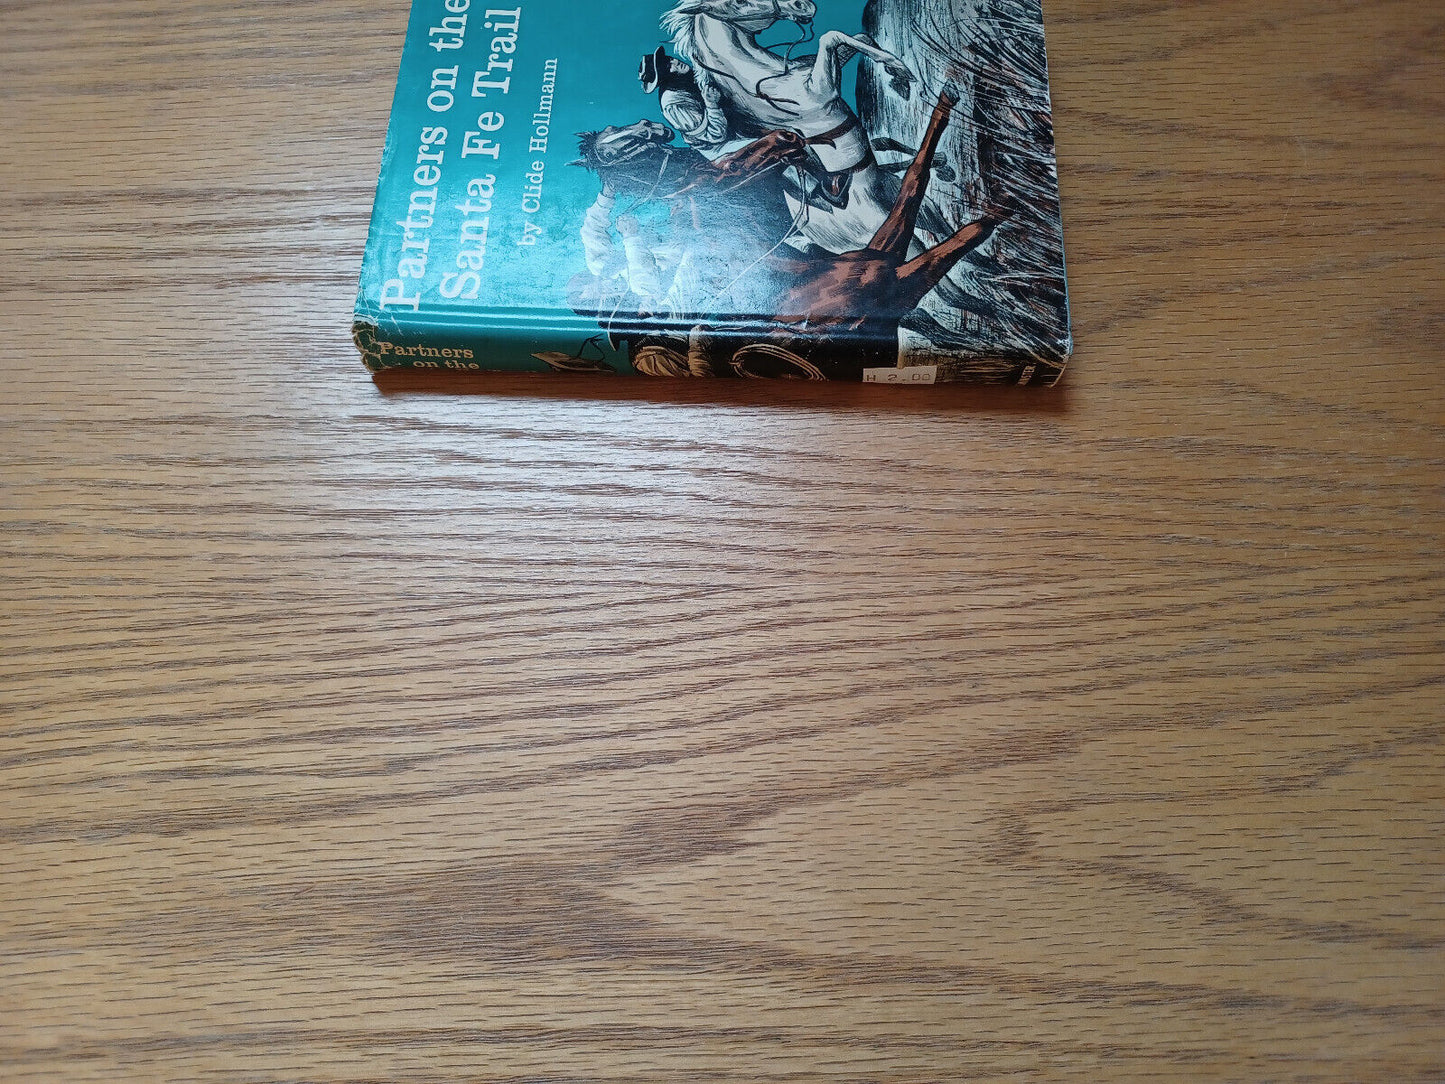 Partners on the
Santa Fe Trail
by Clide Hollmann
Partners
on the
H 2.00